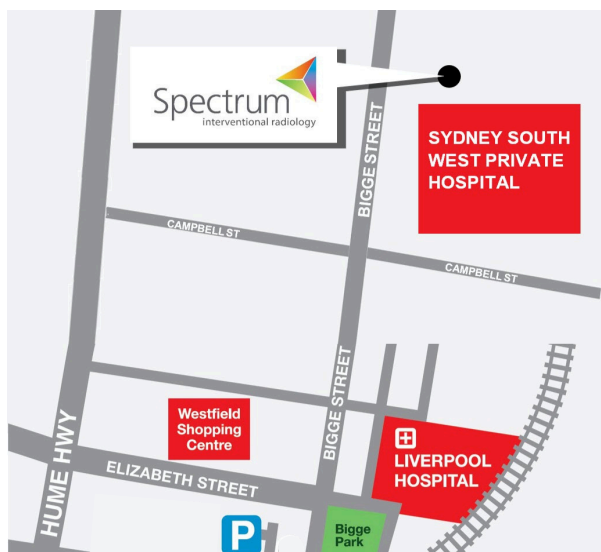 Spectrum
interventional radiology
BIGGE STREET
SYDNEY SOUTH
WEST PRIVATE
HOSPITAL
CAMPBELL ST
CAMPBELL ST
HUME HWY
BIGGE STREET
Westfield
Shopping
Centre
ELIZABETH STREET
LIVERPOOL
HOSPITAL
P
Bigge
Park